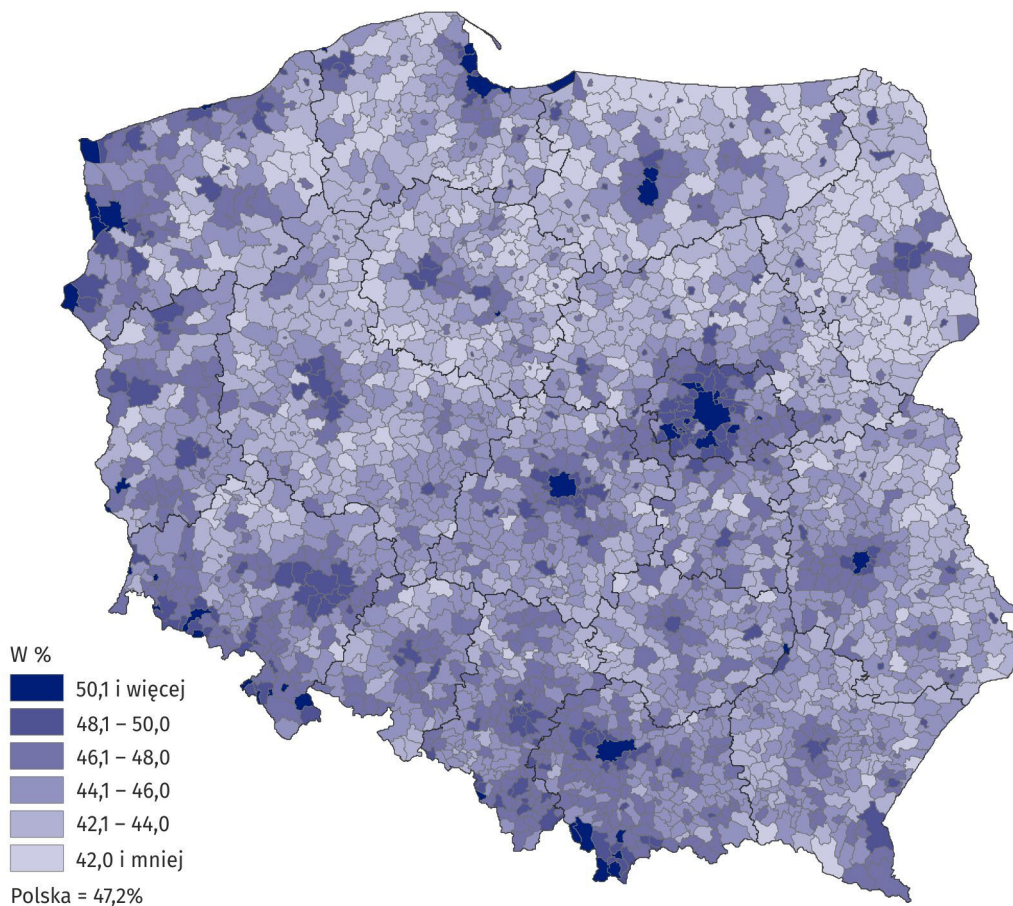 W %
50,1 i więcej
48,1 – 50,0
46,1 – 48,0
44,1 – 46,0
42,1 – 44,0
42,0 i mniej
Polska = 47,2%